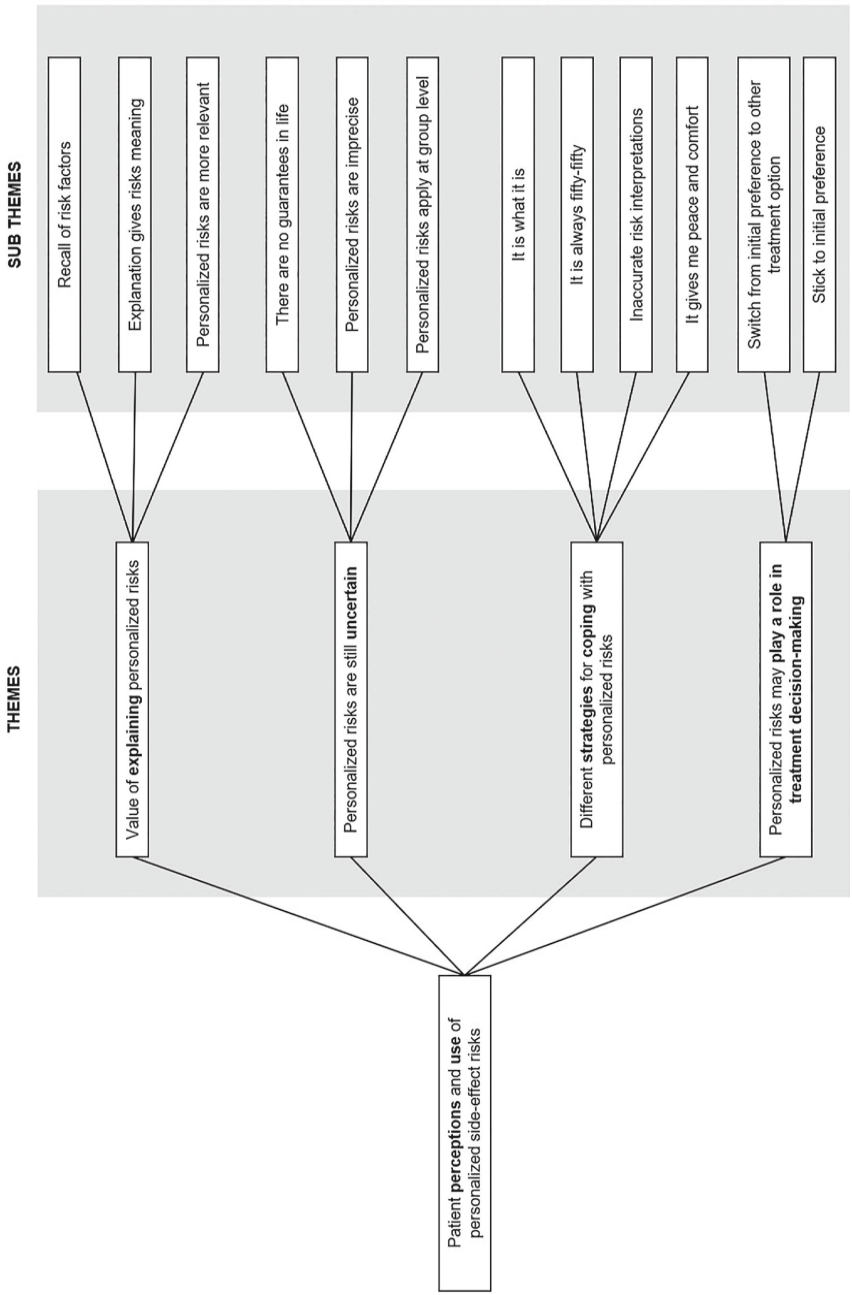 THEMES
SUB THEMES
Patient perceptions and use of
personalized side-effect risks
Value of explaining personalized risks
Recall of risk factors
Explanation gives risks meaning
Personalized risks are more relevant
Personalized risks are still uncertain
There are no guarantees in life
Personalized risks are imprecise
Personalized risks apply at group level
Different strategies for coping with
personalized risks
It is what it is
It is always fifty-fifty
Inaccurate risk interpretations
It gives me peace and comfort
Personalized risks may play a role in
treatment decision-making
Switch from initial preference to other
treatment option
Stick to initial preference